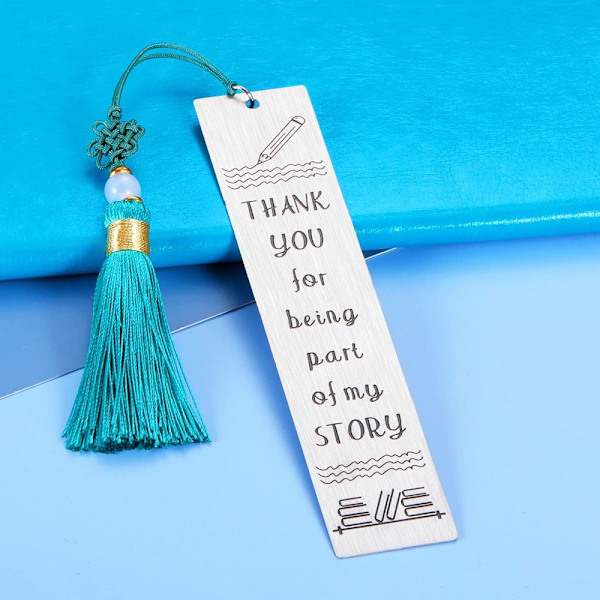 THANK
YOU
for
being
part
of my
STORY